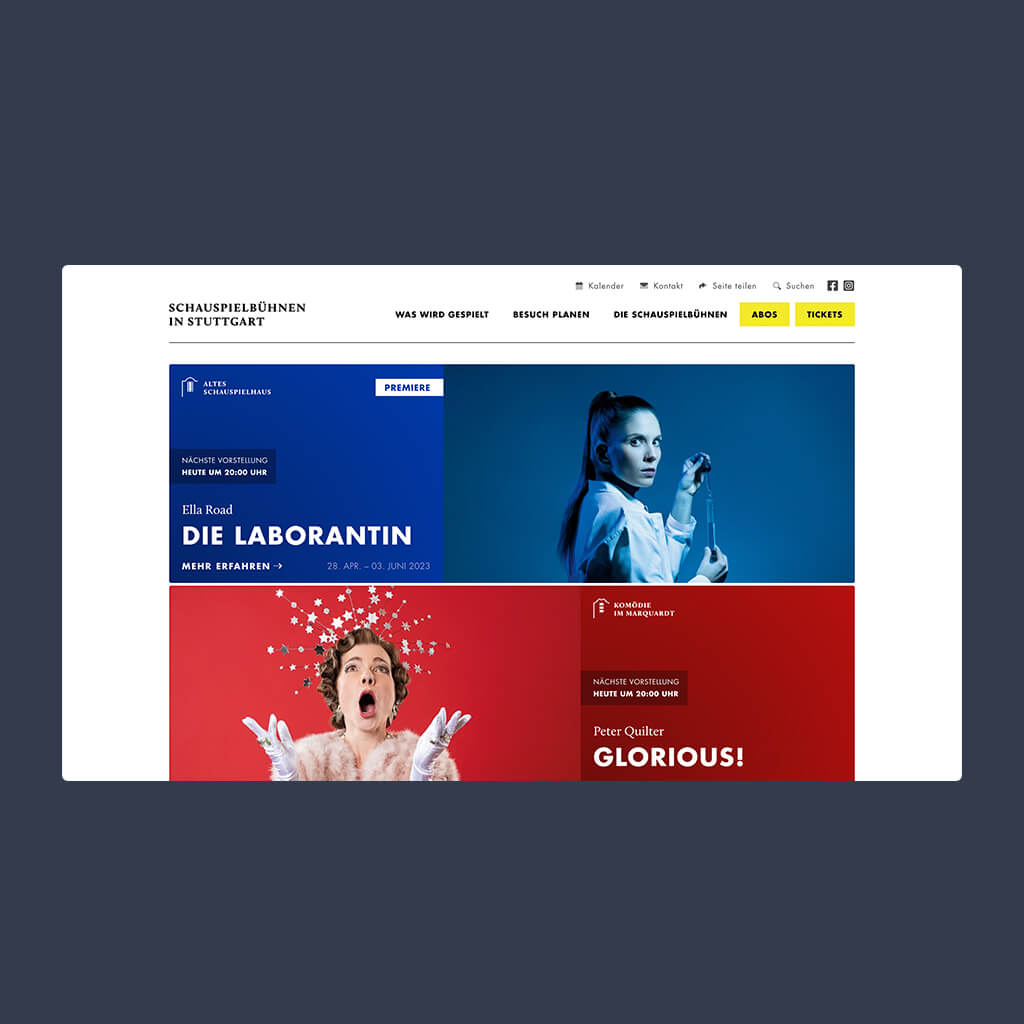 Kalender Kontakt Seite teilen Suchen
SCHAUSPIELBÜHNEN
IN STUTTGART
WAS WIRD GESPIELT BESUCH PLANEN DIE SCHAUSPIELBÜHNEN ABOS TICKETS
ALTES
SCHAUSPIELHAUS
PREMIERE
NÄCHSTE VORSTELLUNG
HEUTE UM 20:00 UHR
Ella Road
DIE LABORANTIN
MEHR ERFAHREN → 28. APR. – 03. JUNI 2023
KOMÖDIE
IM MARQUARDT
NÄCHSTE VORSTELLUNG
HEUTE UM 20:00 UHR
Peter Quilter
GLORIOUS!